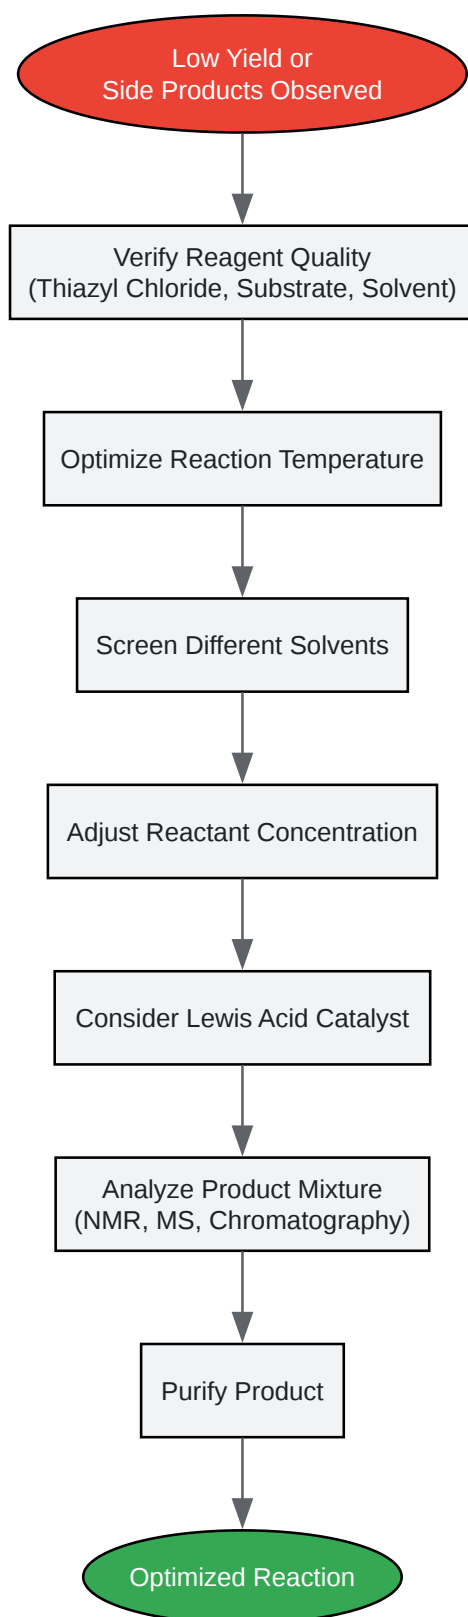 Low Yield or
Side Products Observed
Verify Reagent Quality
(Thiazyl Chloride, Substrate, Solvent)
Optimize Reaction Temperature
Screen Different Solvents
Adjust Reactant Concentration
Consider Lewis Acid Catalyst
Analyze Product Mixture
(NMR, MS, Chromatography)
Purify Product
Optimized Reaction